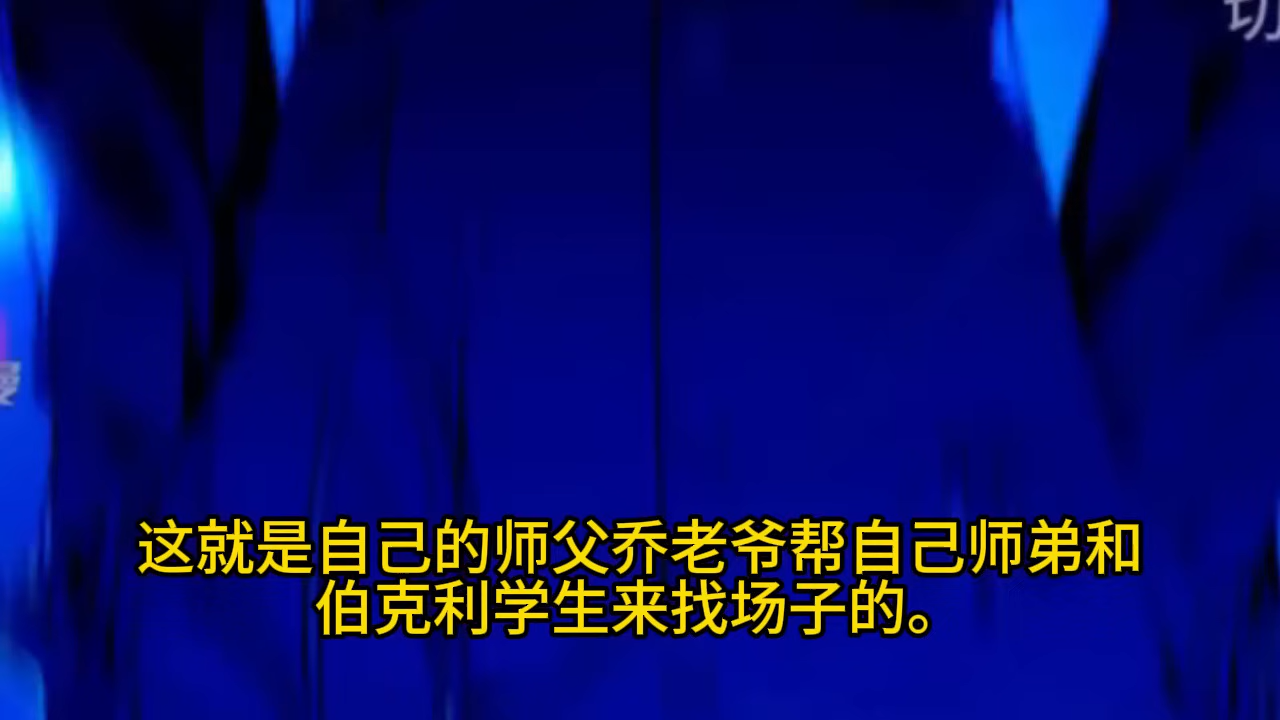 切
这就是自己的师父乔老爷帮自己师弟和
伯克利学生来找场子的。